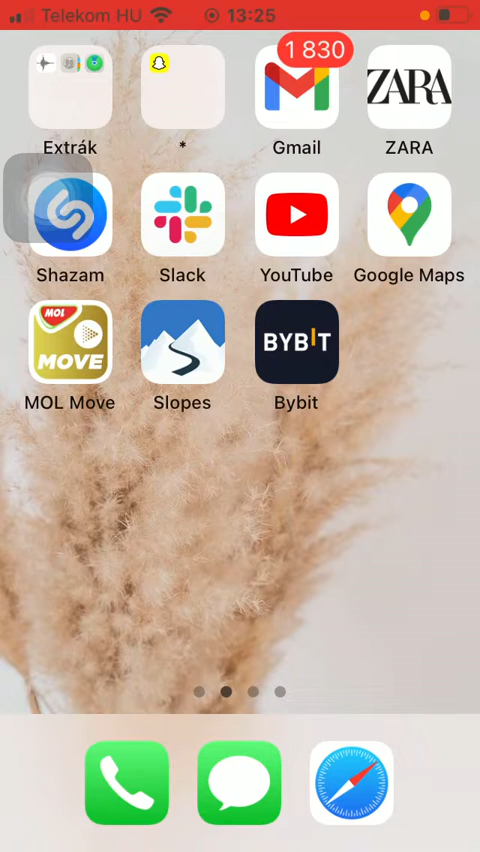 Telekom HU 13:25
1 830
Extrák * Gmail ZARA
ZARA
Shazam Slack YouTube Google Maps
MOL
MOVE
BYBIT
MOL Move Slopes Bybit